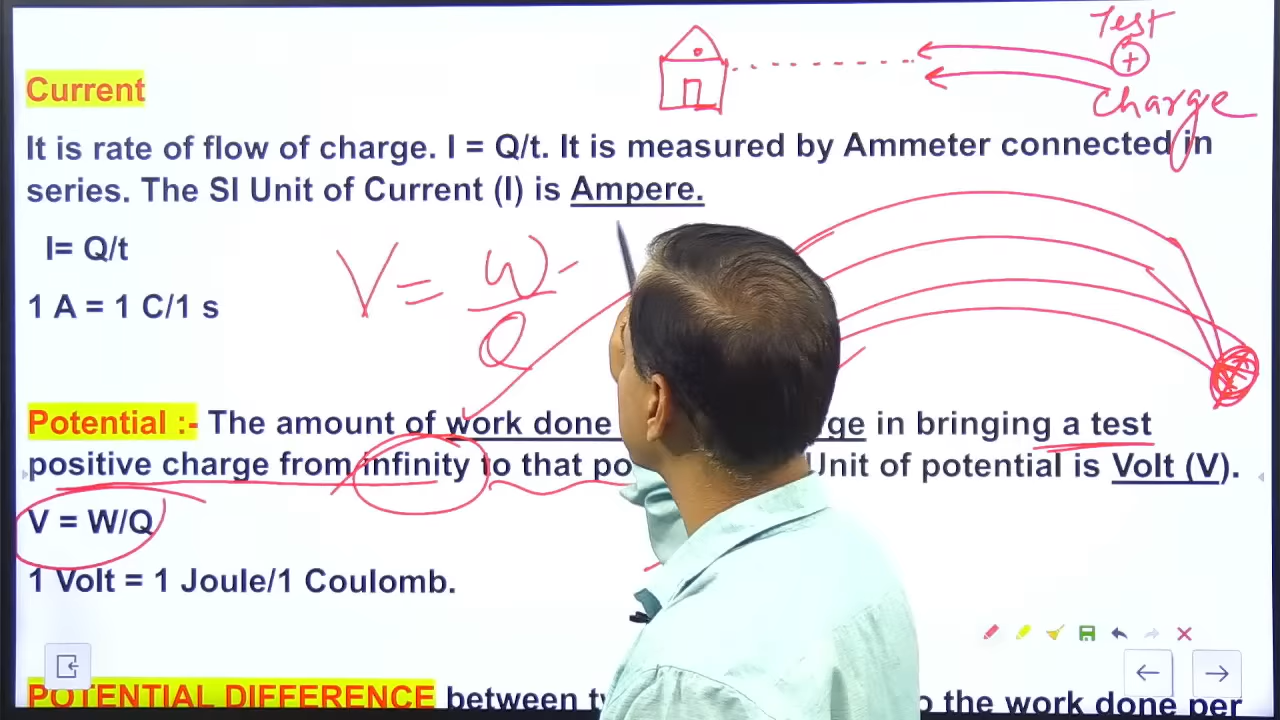 Test
+
Charge
Current
It is rate of flow of charge. I = Q/t. It is measured by Ammeter connected in
series. The SI Unit of Current (I) is Ampere.
I= Q/t
V = W/Q
1 A = 1 C/1 s
Potential :- The amount of work done ge in bringing a test
positive charge from infinity to that po Unit of potential is Volt (V).
V = W/Q
1 Volt = 1 Joule/1 Coulomb.
POTENTIAL DIFFERENCE between the work done per